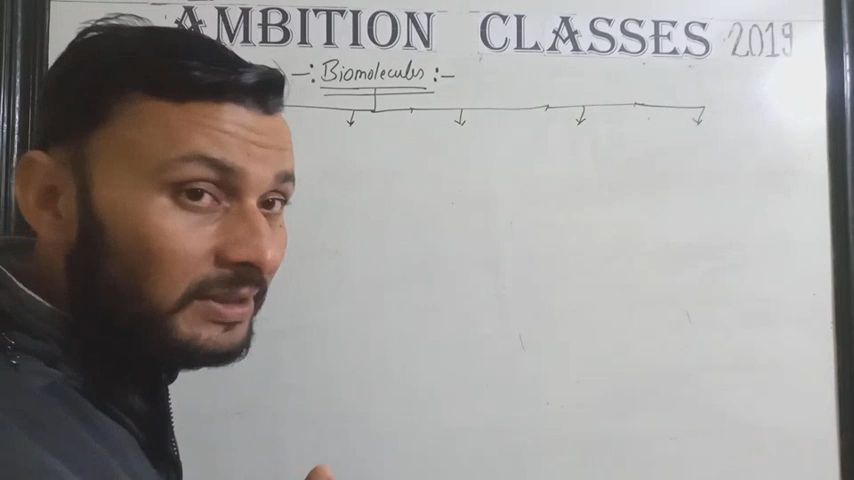 AMBITION CLASSES 2019
-: Biomolecules :-